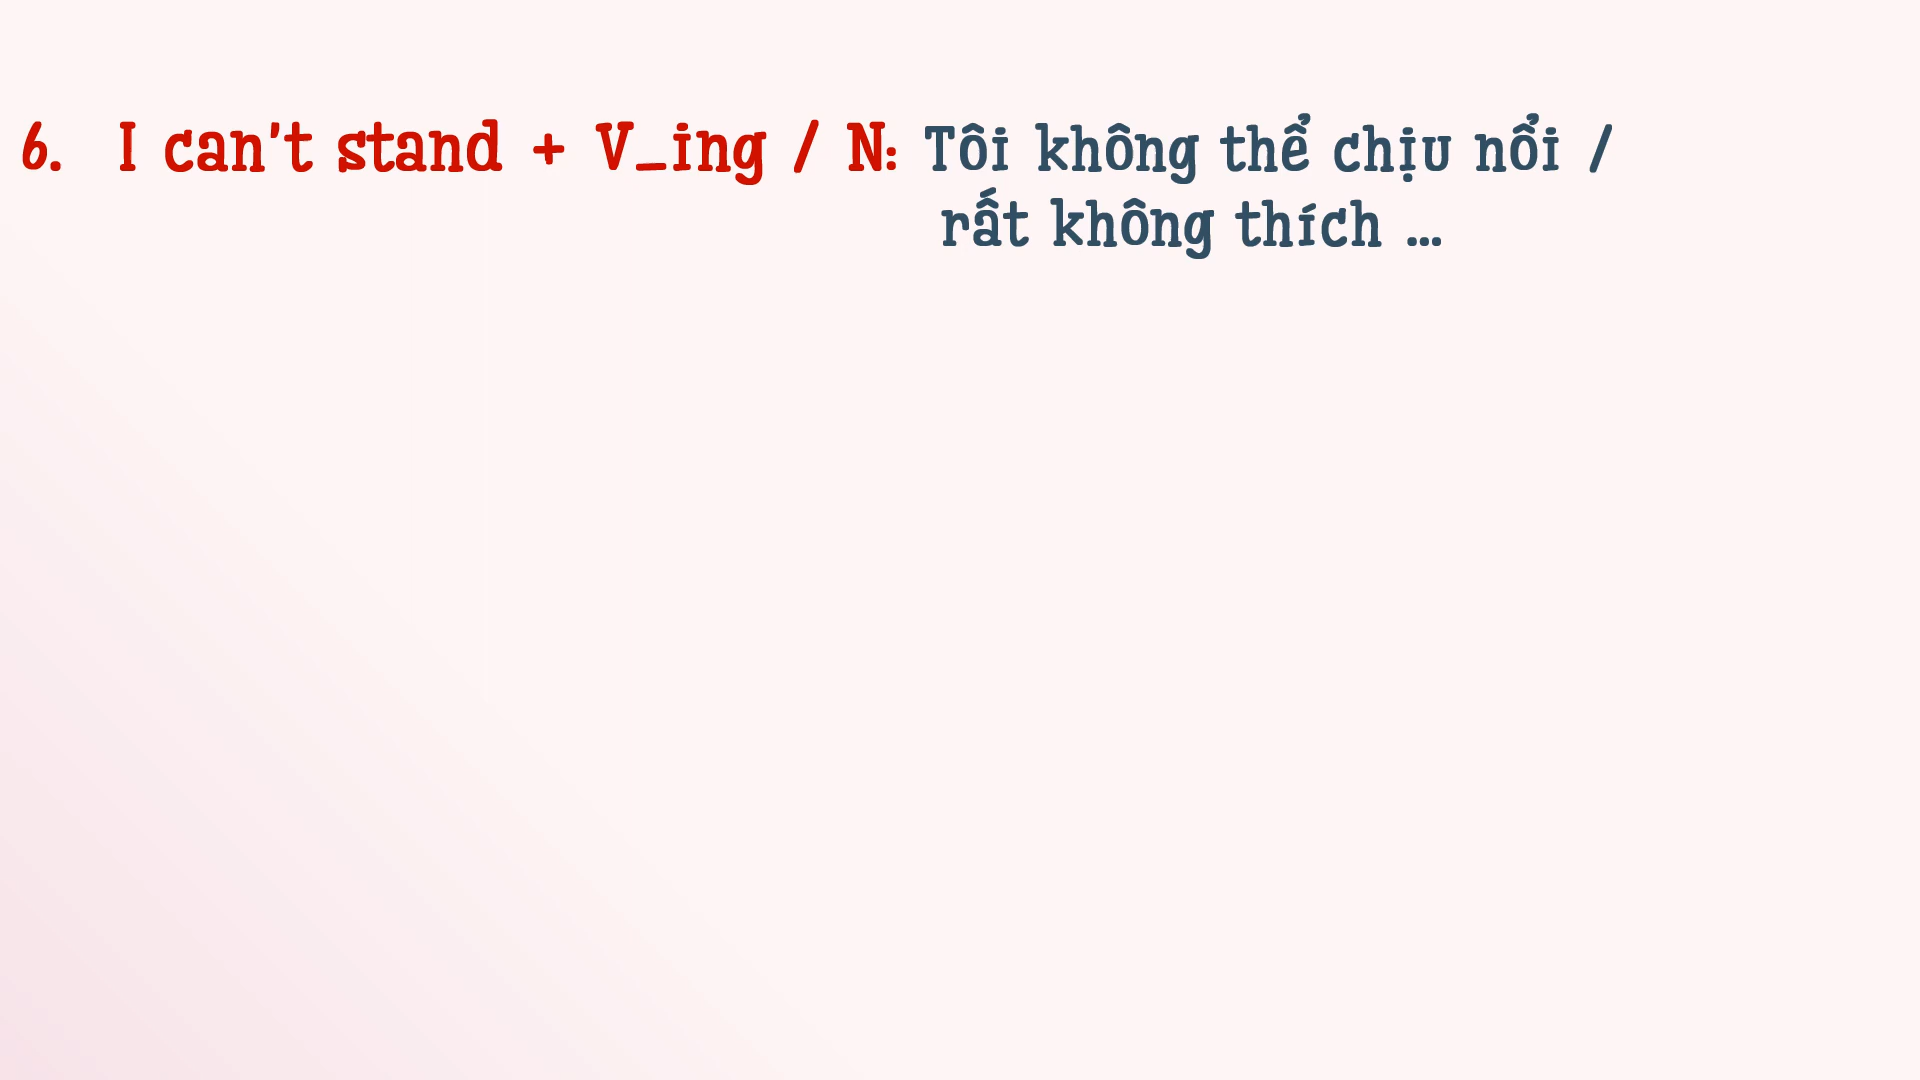 6. I can't stand + V_ing / N: Tôi không thể chịu nổi /
rất không thích ...